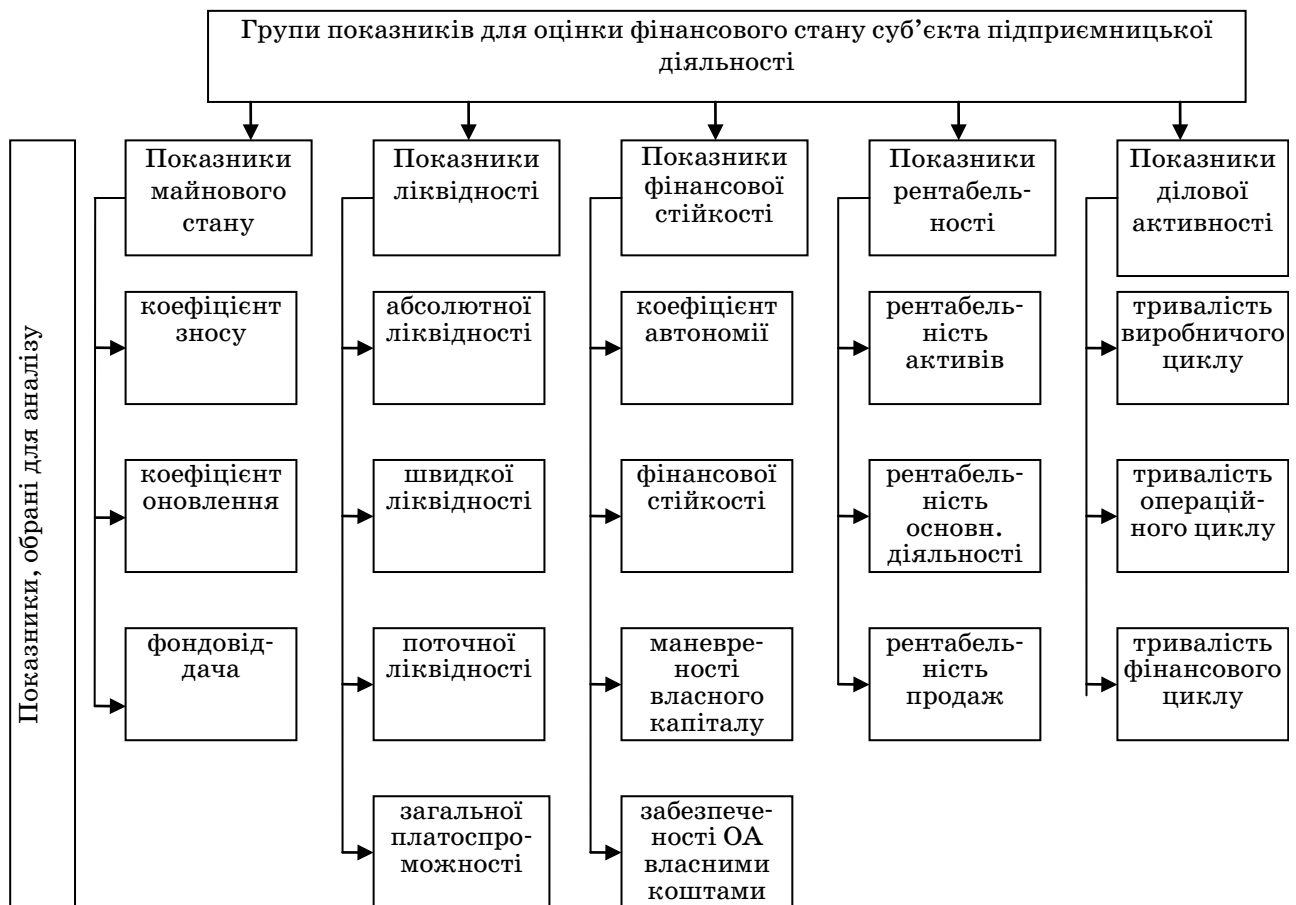 Групи показників для оцінки фінансового стану суб’єкта підприємницької
діяльності
Показники, обрані для аналізу
Показники
майнового
стану
коефіцієнт
зносу
коефіцієнт
оновлення
фондовід-
дача
Показники
ліквідності
абсолютної
ліквідності
швидкої
ліквідності
поточної
ліквідності
загальної
платоспро-
можності
Показники
фінансової
стійкості
коефіцієнт
автономії
фінансової
стійкості
маневре-
ності
власного
капіталу
забезпече-
ності ОА
власними
коштами
Показники
рентабель-
ності
рентабель-
ність
активів
рентабель-
ність
основн.
діяльності
рентабель-
ність
продаж
Показники
ділової
активності
тривалість
виробничого
циклу
тривалість
операцій-
ного циклу
тривалість
фінансового
циклу